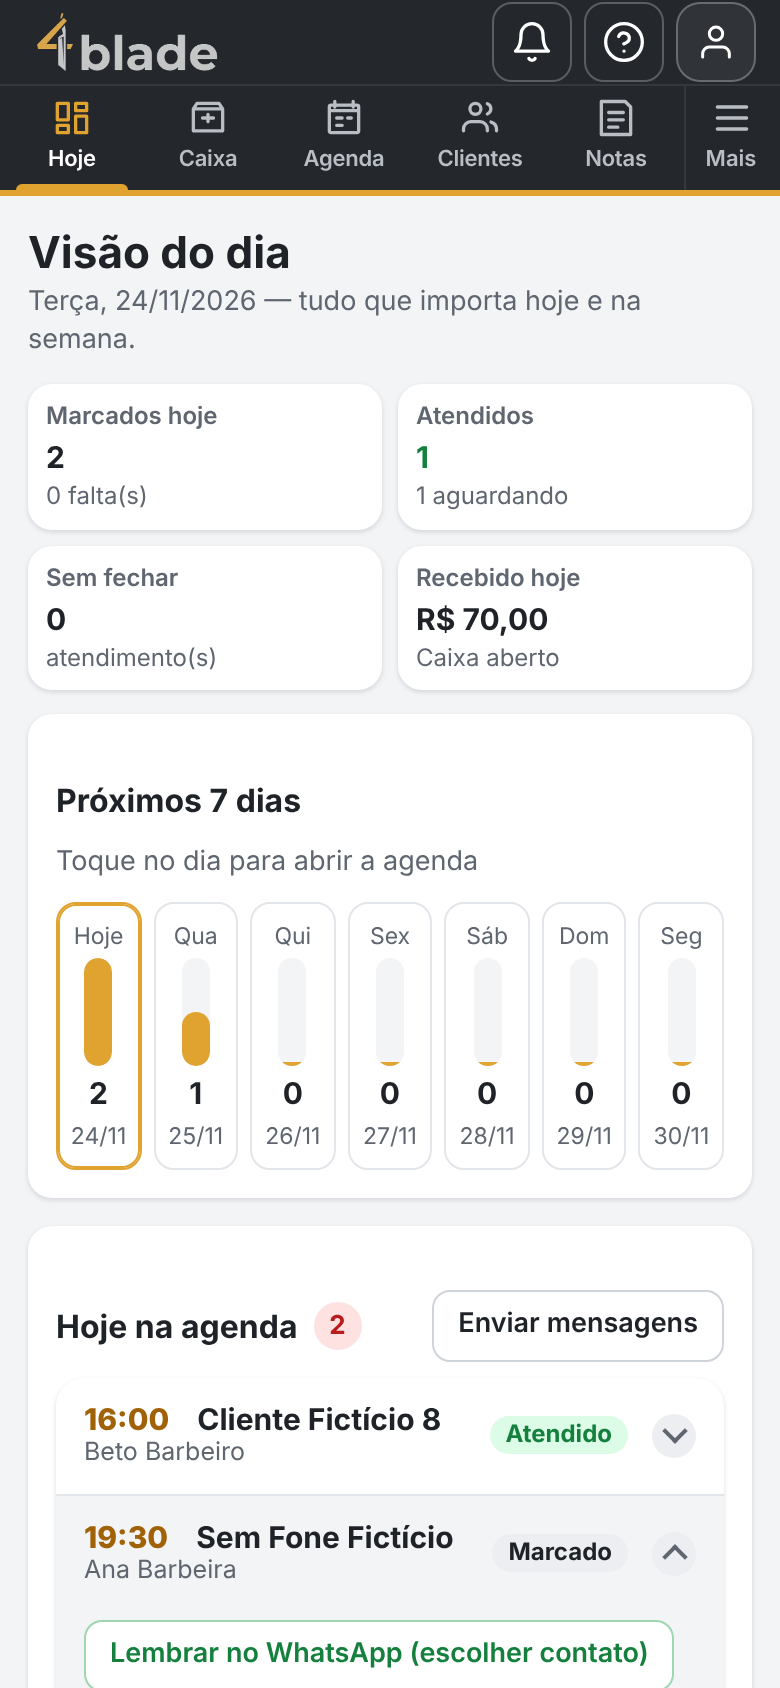 4blade
Hoje
Caixa
Agenda
Clientes
Notas
Mais
Visão do dia
Terça, 24/11/2026 — tudo que importa hoje e na
semana.
Marcados hoje
2
0 falta(s)
Atendidos
1
1 aguardando
Sem fechar
0
atendimento(s)
Recebido hoje
R$ 70,00
Caixa aberto
Próximos 7 dias
Toque no dia para abrir a agenda
Hoje
2
24/11
Qua
1
25/11
Qui
0
26/11
Sex
0
27/11
Sáb
0
28/11
Dom
0
29/11
Seg
0
30/11
Hoje na agenda 2
Enviar mensagens
16:00 Cliente Fictício 8
Beto Barbeiro
Atendido
19:30 Sem Fone Fictício
Ana Barbeira
Marcado
Lembrar no WhatsApp (escolher contato)